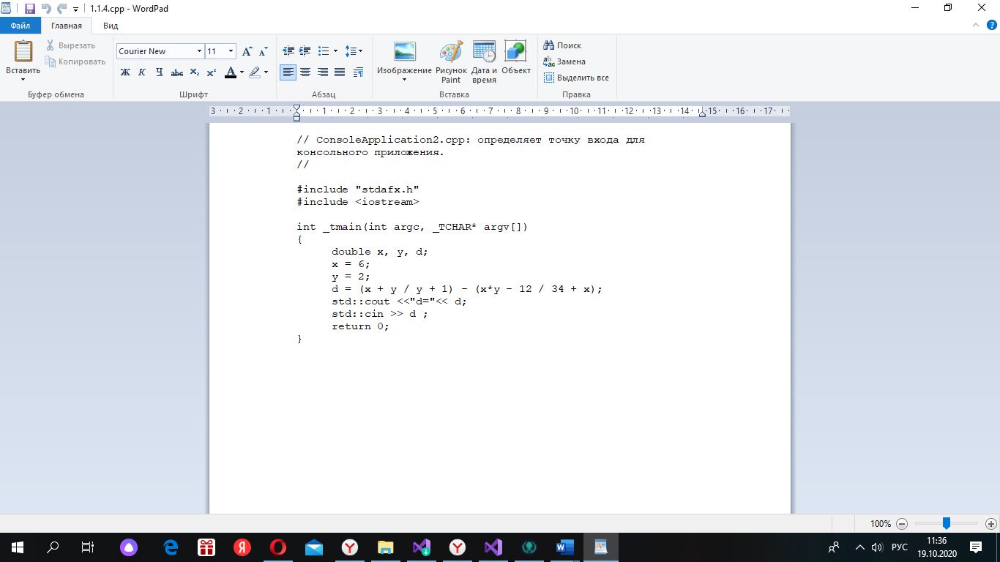 1.1.4.cpp - WordPad
Файл Главная Вид
Вставить
Вырезать
Копировать
Буфер обмена
Courier New 11
Ж К Ч abc X₂ X² А
Шрифт
Абзац
Изображение
Рисунок Paint
Дата и время
Объект
Вставка
Поиск
Замена
Выделить все
Правка
3 2 1 1 2 3 4 5 6 7 8 9 10 11 12 13 14 15 16 17
// ConsoleApplication2.cpp: определяет точку входа для
консольного приложения.
//
#include "stdafx.h"
#include <iostream>
int _tmain(int argc, _TCHAR* argv[])
{
double x, y, d;
x = 6;
y = 2;
d = (x + y / y + 1) - (x*y - 12 / 34 + x);
std::cout <<"d="<< d;
std::cin >> d ;
return 0;
}
100%
РУС
11:36
19.10.2020